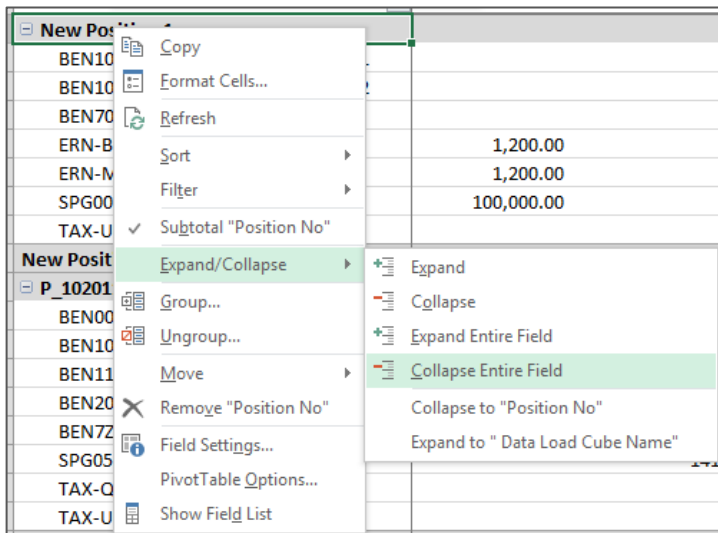 New Position 1
Copy
BEN10
Format Cells...
BEN10 2
BEN70
Refresh
ERN-B 1,200.00
Sort
ERN-M 1,200.00
Filter
SPG00 100,000.00
TAX-U Subtotal "Position No"
New Posit
Expand/Collapse
Expand
P_10201
Group...
Collapse
BEN00
Ungroup...
Expand Entire Field
BEN10
BEN11
Move
Collapse Entire Field
BEN20
Remove "Position No"
Collapse to "Position No"
BEN7Z
Field Settings...
Expand to " Data Load Cube Name"
SPG05 141
PivotTable Options...
TAX-Q
TAX-U
Show Field List